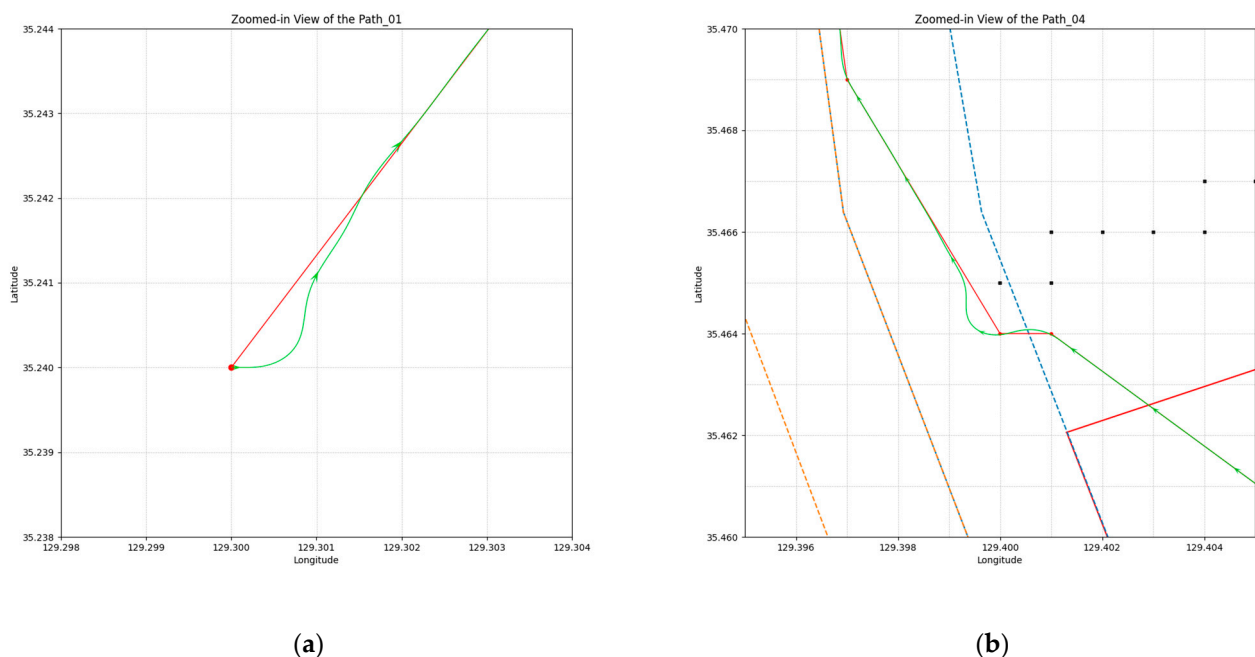 Zoomed-in View of the Path_01
35.244
35.243
35.242
35.241
35.240
35.239
35.238
Latitude
129.298 129.299 129.300 129.301 129.302 129.303 129.304
Longitude
(a)
Zoomed-in View of the Path_04
35.470
35.468
35.466
35.464
35.462
35.460
Latitude
129.396 129.398 129.400 129.402 129.404
Longitude
(b)